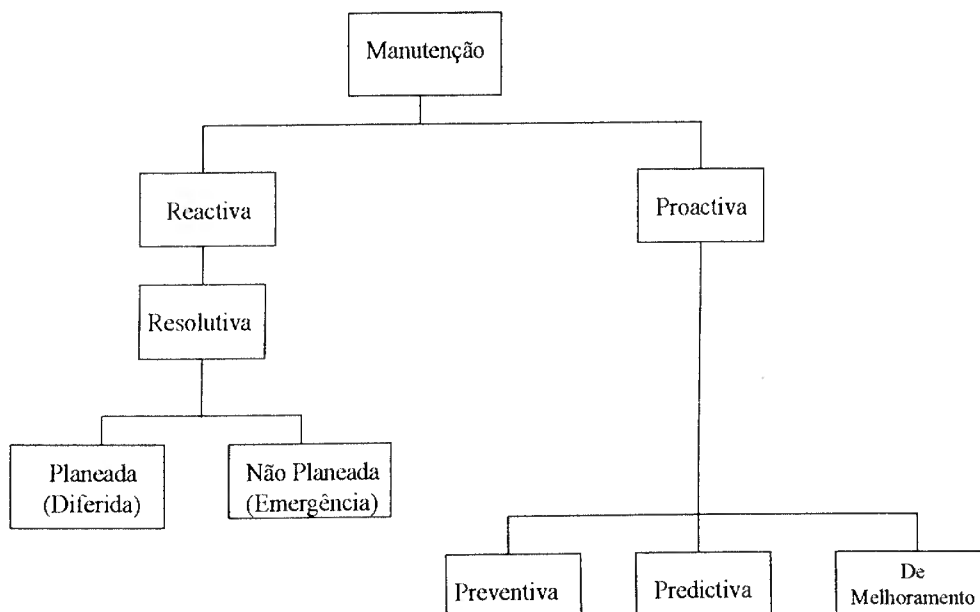 Manutenção
Reactiva
Proactiva
Resolutiva
Planeada
(Diferida)
Não Planeada
(Emergência)
Preventiva
Predictiva
De
Melhoramento